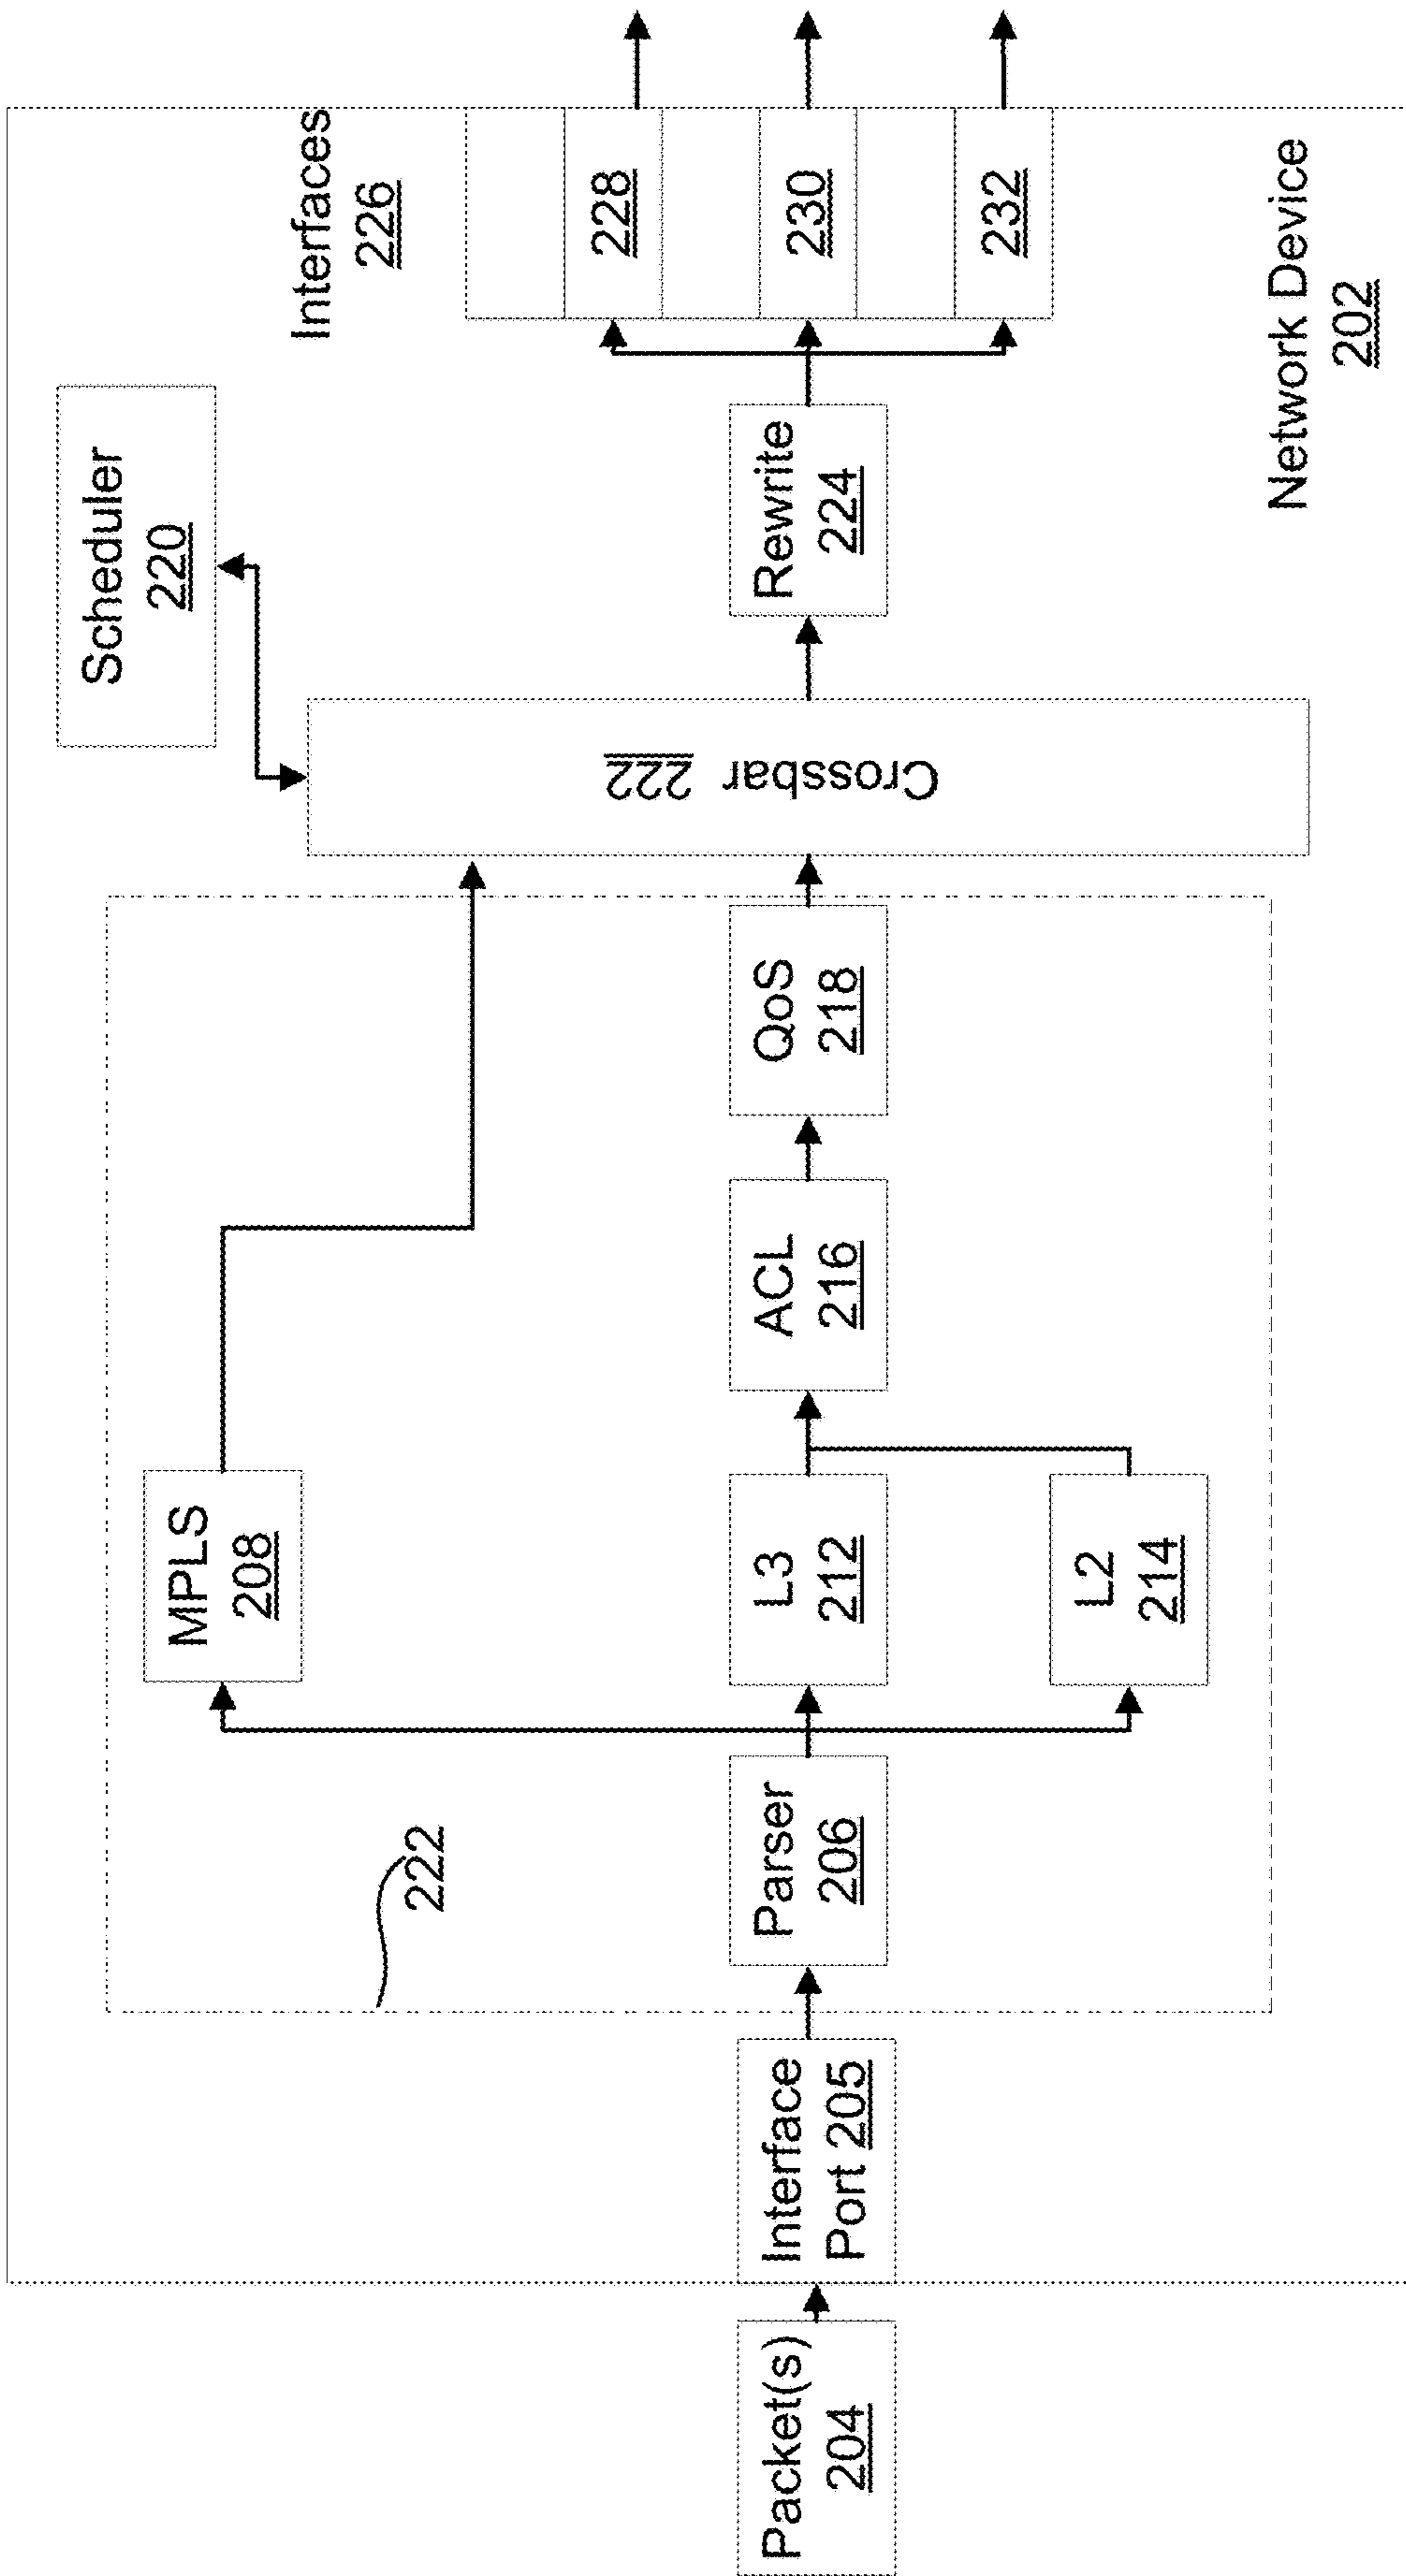 Packet(s)
204
Interface
Port 205
222
Parser
206
MPLS
208
L3
212
L2
214
ACL
216
QoS
218
Crossbar 222
Scheduler
220
Rewrite
224
Interfaces
226
228
230
232
Network Device
202